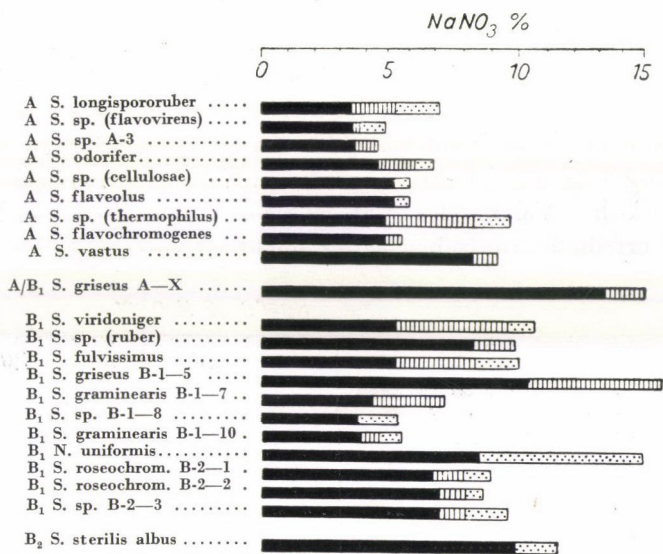 NaNO₃ %
0 5 10 15
A S. longispororuber .....
A S. sp. (flavovirens) ....
A S. sp. A-3 ............
A S. odorifer.............
A S. sp. (cellulosae) .....
A S. flaveolus ..........
A S. sp. (thermophilus)...
A S. flavochromogenes ....
A S. vastus ............
A/B₁ S. griseus A—X ......
B₁ S. viridoniger
B₁ S. sp. (ruber) .........
B₁ S. fulvissimus .........
B₁ S. griseus B-1—5 ......
B₁ S. graminearis B-1—7 ..
B₁ S. sp. B-1—8 .........
B₁ S. graminearis B-1—10 .
B₁ N. uniformis...........
B₁ S. roseochrom. B-2—1 .
B₁ S. roseochrom. B-2—2 .
B₁ S. sp. B-2—3 .........
B₂ S. sterilis albus ........